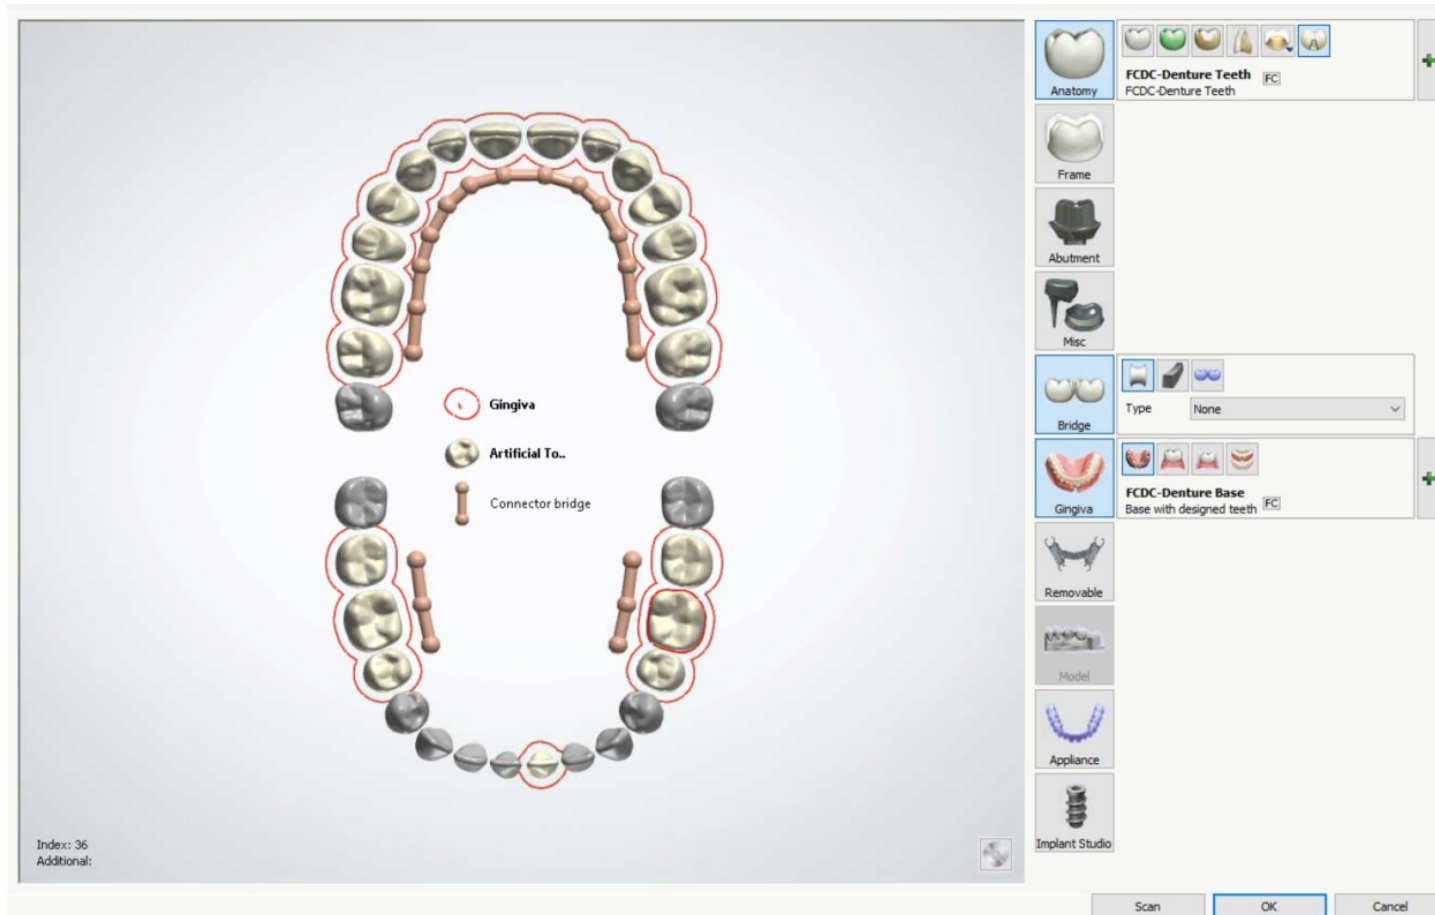 Anatomy
FCDC-Denture Teeth FC
FCDC-Denture Teeth
Frame
Abutment
Misc
Gingiva
Artificial To..
Connector bridge
Bridge
Type None
Gingiva
FCDC-Denture Base
Base with designed teeth FC
Removable
Model
Appliance
Implant Studio
Index: 36
Additional:
Scan OK Cancel